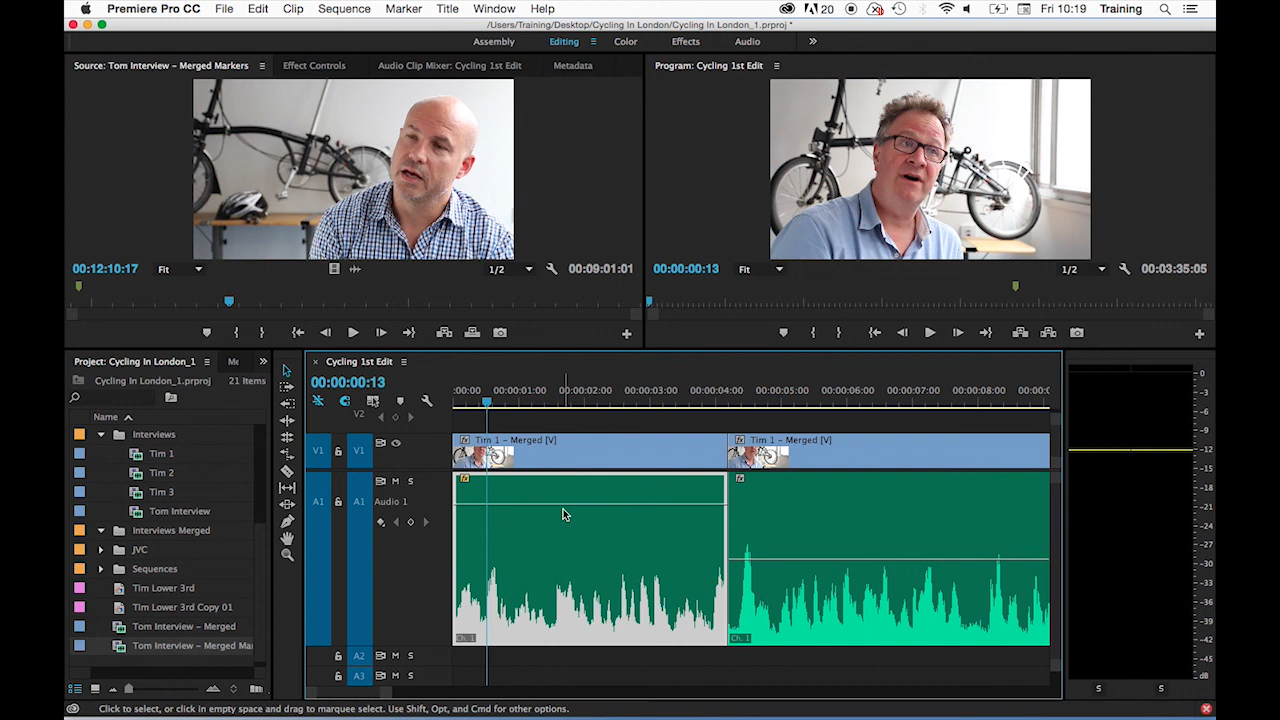 Premiere Pro CC File Edit Clip Sequence Marker Title Window Help 20 Fri 10:19 Training
/Users/Training/Desktop/Cycling In London/Cycling In London_1.prproj *
Assembly Editing Color Effects Audio
Source: Tom Interview – Merged Markers Effect Controls Audio Clip Mixer: Cycling 1st Edit Metadata
Program: Cycling 1st Edit
00:12:10:17 Fit 1/2 00:09:01:01
00:00:00:13 Fit 1/2 00:03:35:05
Project: Cycling In London_1 Me
Cycling In London_1.prproj 21 Items
Name
Interviews
Tim 1
Tim 2
Tim 3
Tom Interview
Interviews Merged
JVC
Sequences
Tim Lower 3rd
Tim Lower 3rd Copy 01
Tom Interview – Merged
Tom Interview – Merged Mar
× Cycling 1st Edit
00:00:00:13
:00:00 00:00:01:00 00:00:02:00 00:00:03:00 00:00:04:00 00:00:05:00 00:00:06:00 00:00:07:00 00:00:08:00 00:00:0
V2
V1 V1 fx Tim 1 – Merged [V] fx Tim 1 – Merged [V]
M S
A1 A1 Audio 1 fx fx
Ch. 1 Ch. 1
A2 M S
A3 M S
0
-3
-6
-9
-12
-15
-18
-21
-24
-27
-30
-33
-36
-39
-42
-45
dB
S S
Click to select, or click in empty space and drag to marquee select. Use Shift, Opt, and Cmd for other options.